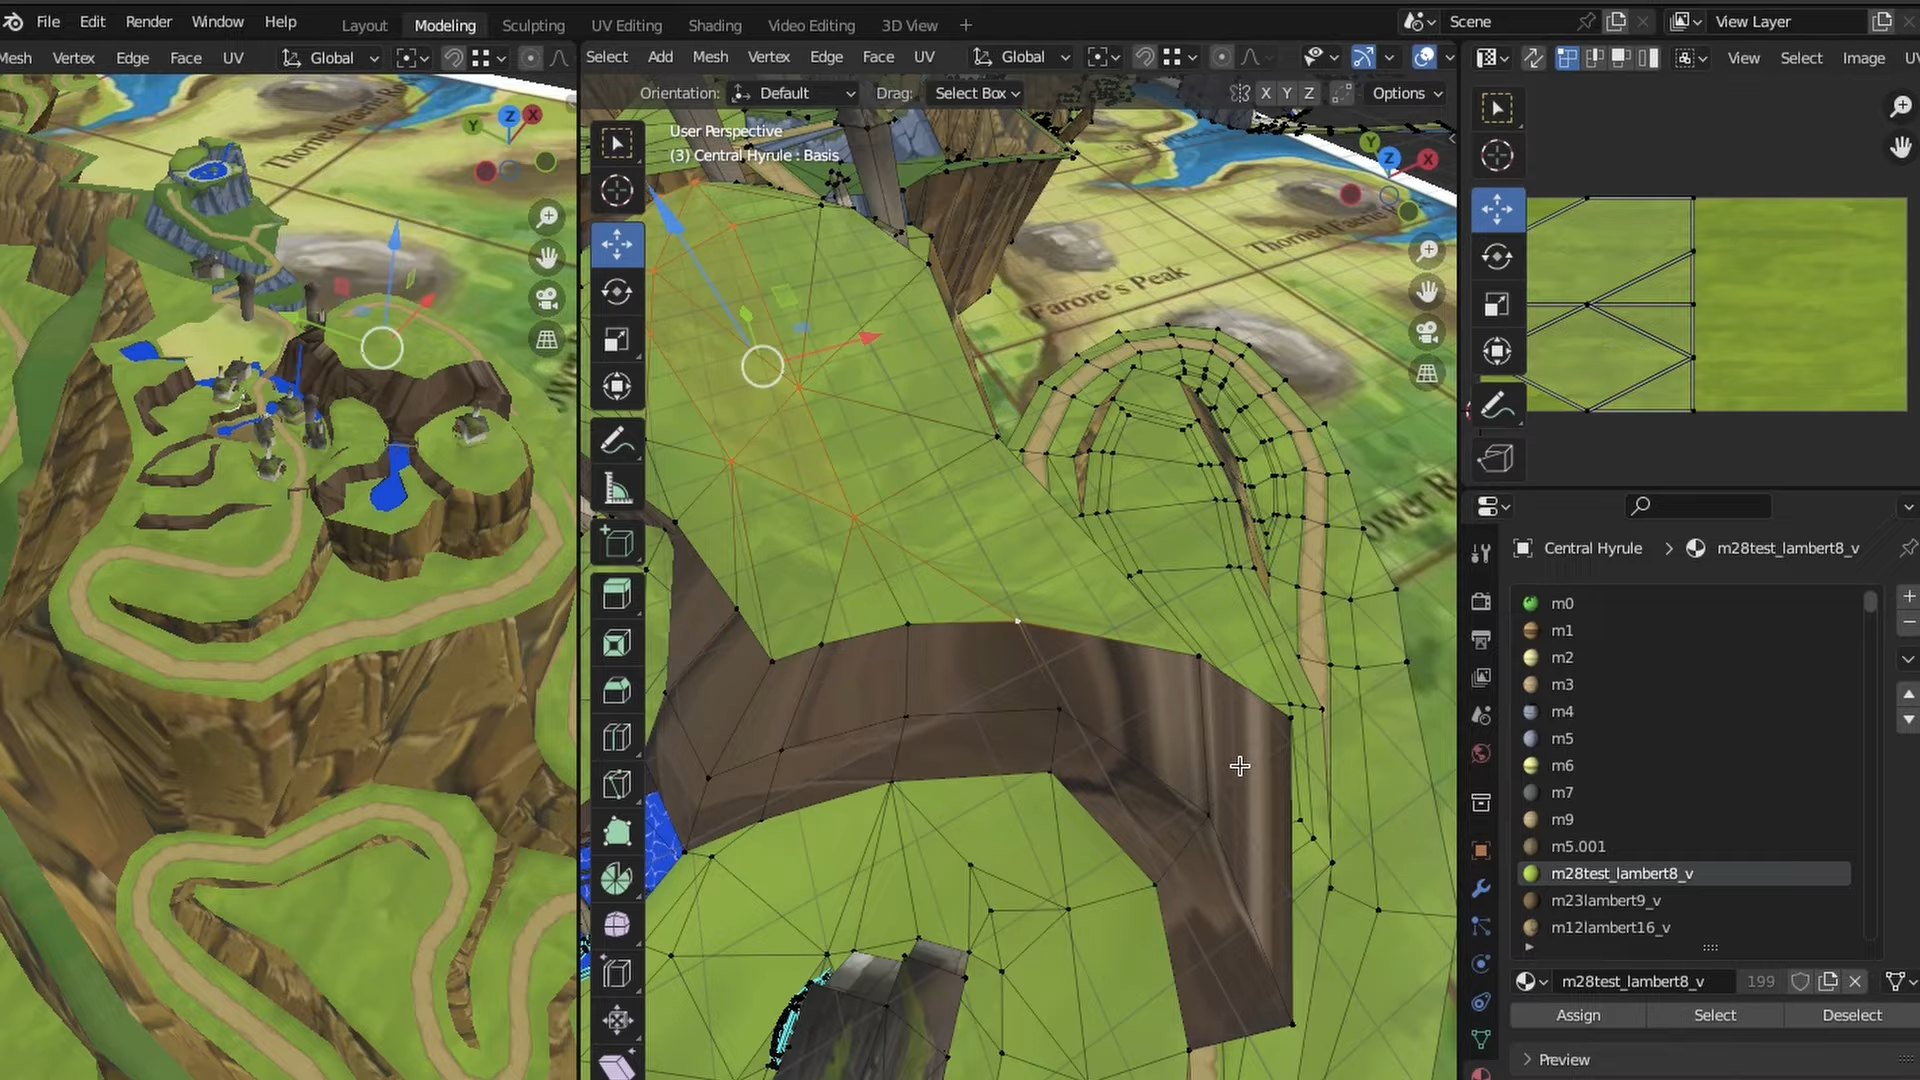 File Edit Render Window Help
Layout Modeling Sculpting UV Editing Shading Video Editing 3D View +
Scene
View Layer
Mesh Vertex Edge Face UV
Global
Select Add Mesh Vertex Edge Face UV
Global
View Select Image UV
Orientation: Default
Drag: Select Box
X Y Z
Options
User Perspective
(3) Central Hyrule : Basis
Y Z X
Y Z X
Farore's Peak
Central Hyrule > m28test_lambert8_v
m0
m1
m2
m3
m4
m5
m6
m7
m9
m5.001
m28test_lambert8_v
m23lambert9_v
m12lambert16_v
m28test_lambert8_v 199
Assign Select Deselect
Preview